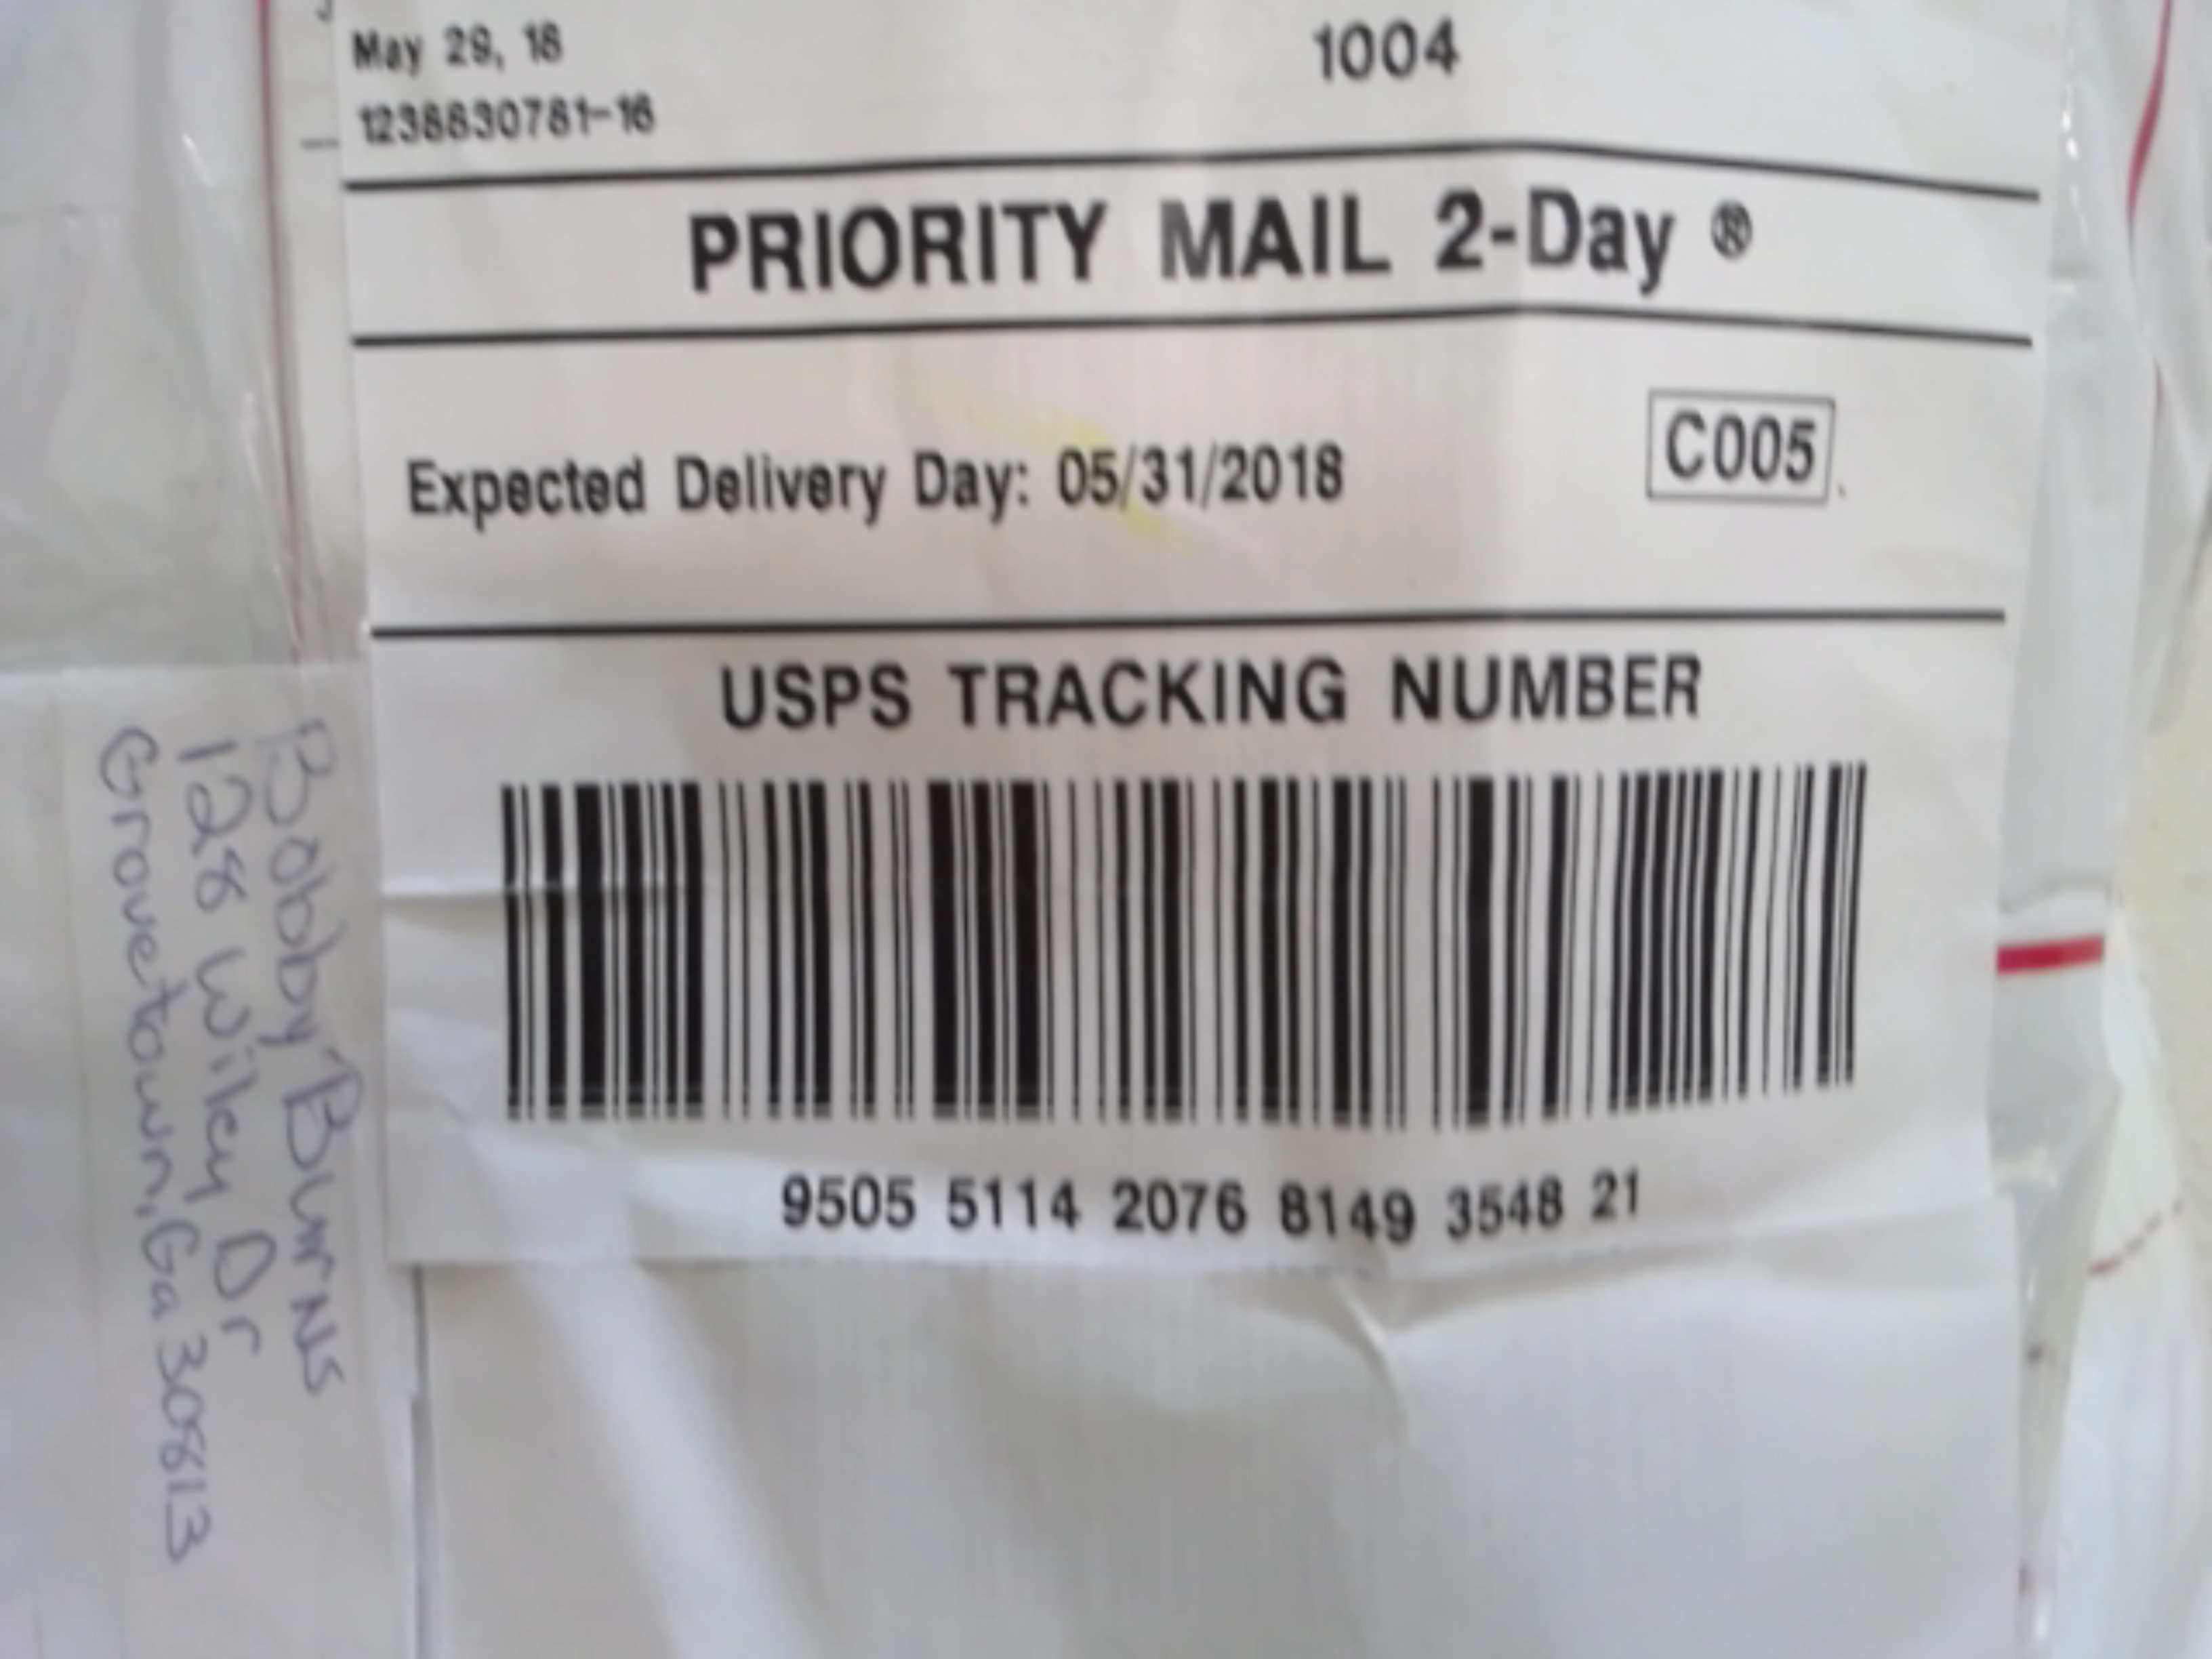 May 29, 18
1004
1238830781-16
PRIORITY MAIL 2-Day ®
Expected Delivery Day: 05/31/2018
C005
USPS TRACKING NUMBER
9505 5114 2076 8149 3548 21
Bobby Burns
128 Wiley Dr
Grovetown, Ga 30813